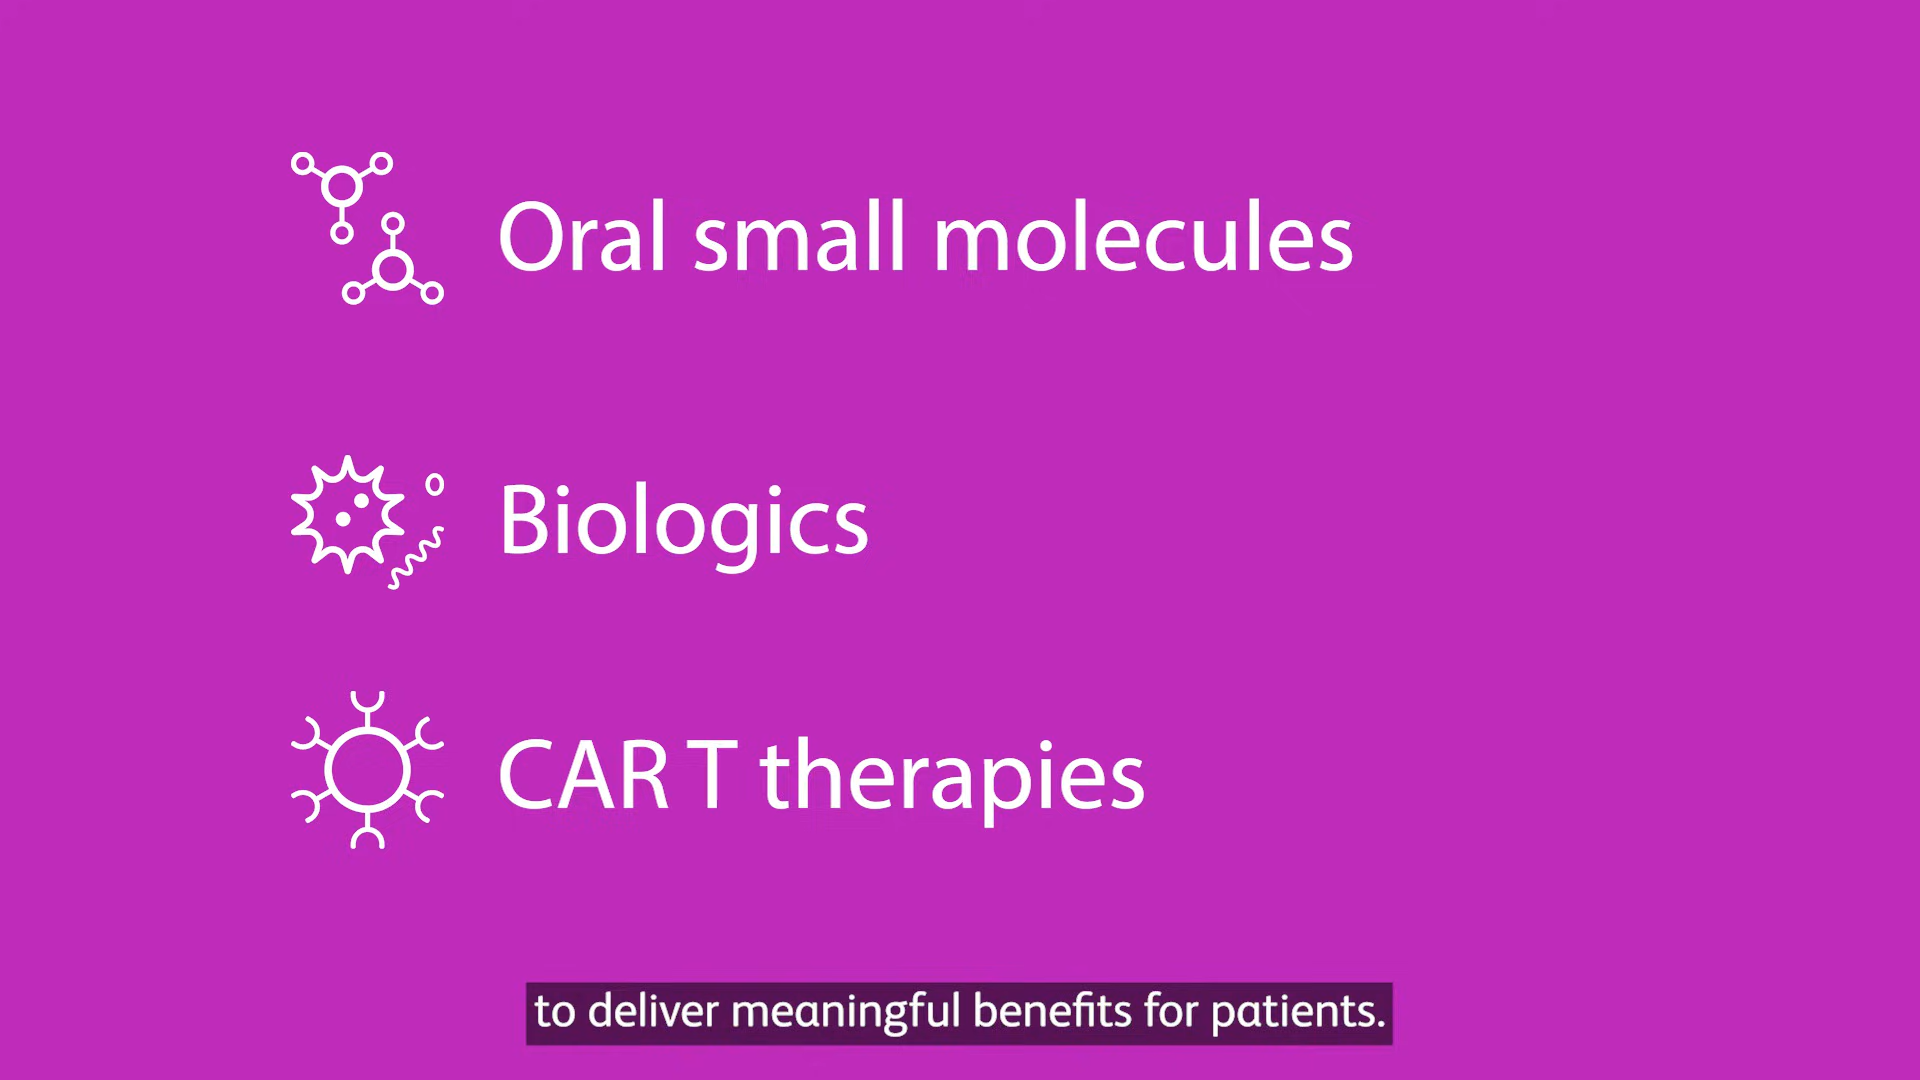 Oral small molecules
Biologics
CAR T therapies
to deliver meaningful benefits for patients.